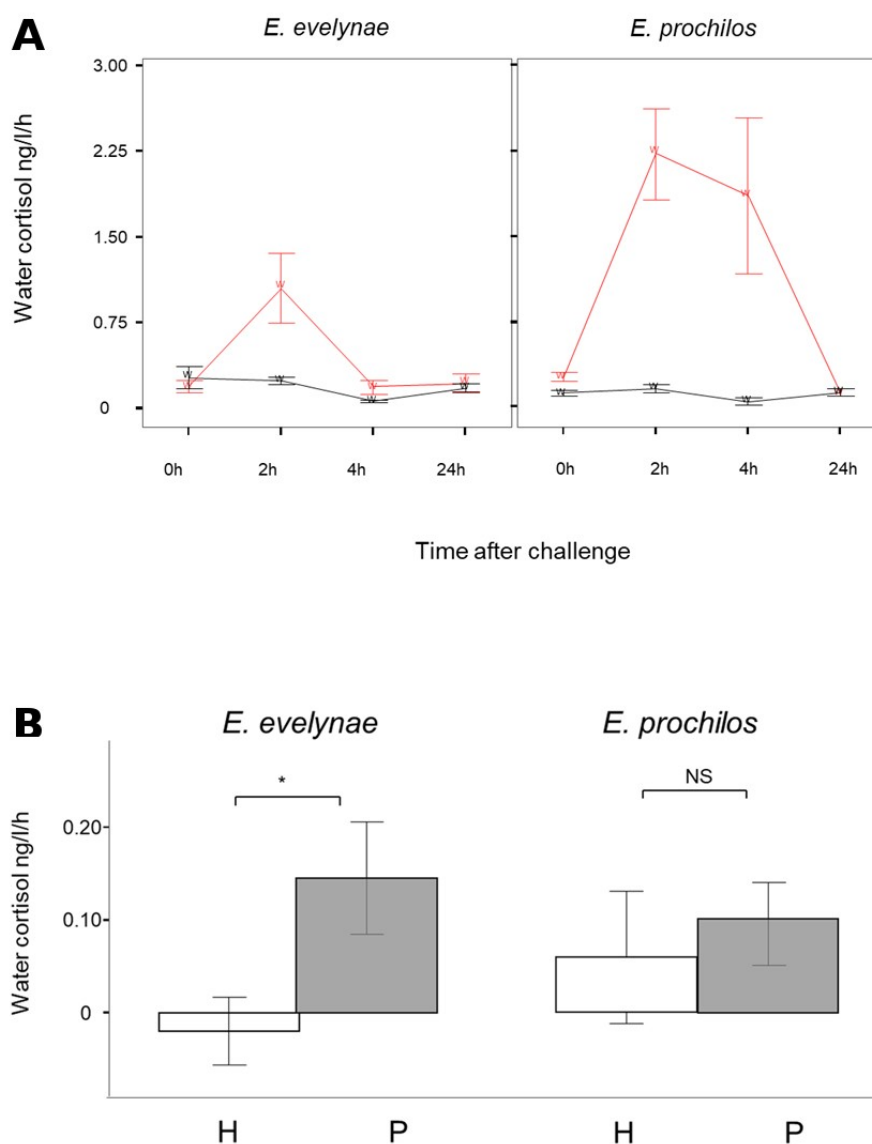 A
E. evelynae
E. prochilos
Water cortisol ng/l/h
3.00
2.25
1.50
0.75
0
0h 2h 4h 24h 0h 2h 4h 24h
Time after challenge
B
E. evelynae
E. prochilos
Water cortisol ng/l/h
* NS
0.20
0.10
0
H P H P